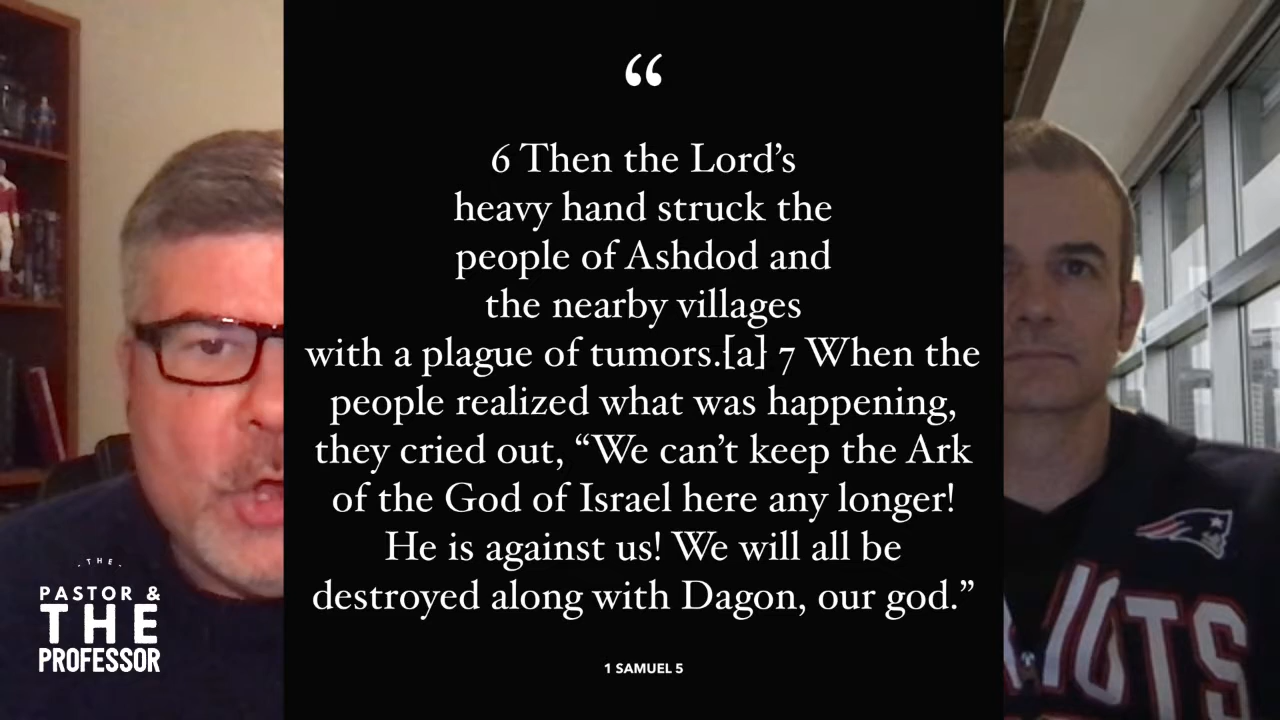 “
6 Then the Lord’s
heavy hand struck the
people of Ashdod and
the nearby villages
with a plague of tumors.[a] 7 When the
people realized what was happening,
they cried out, “We can’t keep the Ark
of the God of Israel here any longer!
He is against us! We will all be
destroyed along with Dagon, our god.”
1 SAMUEL 5
· THE ·
PASTOR &
THE
PROFESSOR